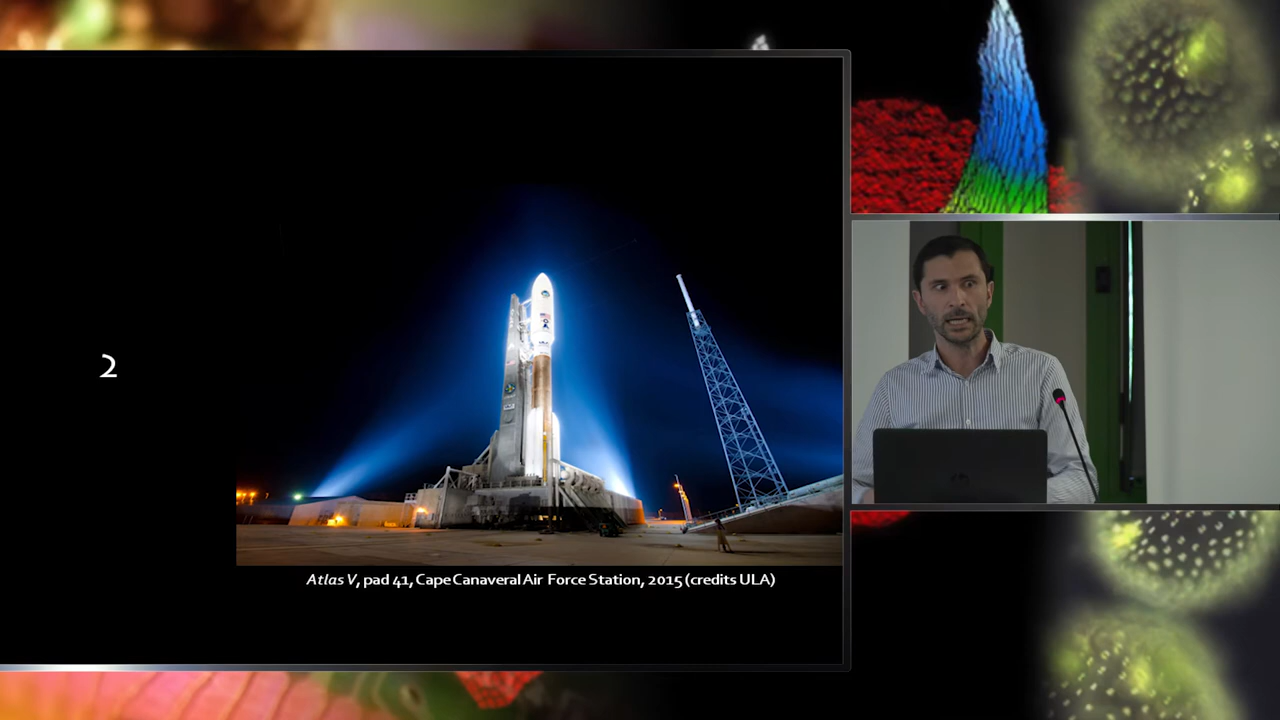 2
Atlas V, pad 41, Cape Canaveral Air Force Station, 2015 (credits ULA)